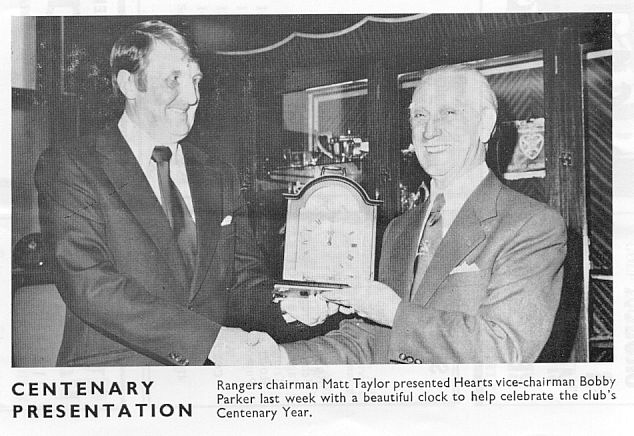 CENTENARY
PRESENTATION
Rangers chairman Matt Taylor presented Hearts vice-chairman Bobby
Parker last week with a beautiful clock to help celebrate the club's
Centenary Year.